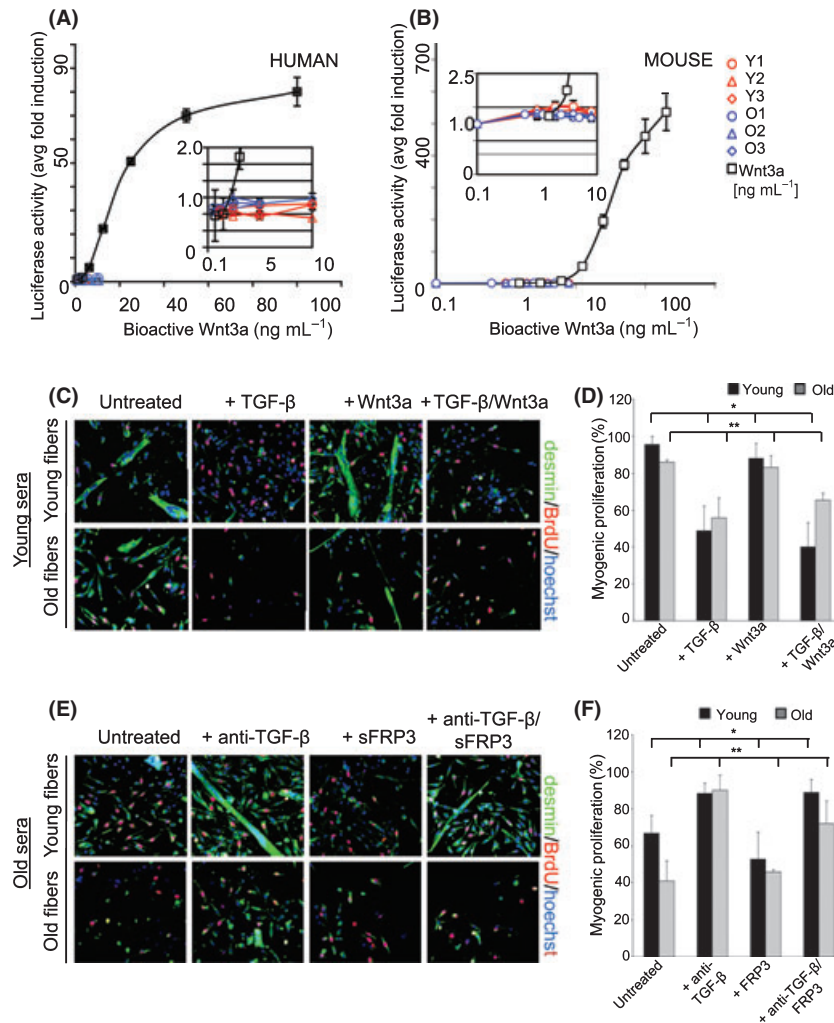 (A)
HUMAN
Luciferase activity (avg fold induction)
90
50
0
0 20 40 60 80 100
Bioactive Wnt3a (ng mL−1)
2.0
1.0
0
0.1 5 10
(B)
MOUSE
Luciferase activity (avg fold induction)
700
400
0
0.1 1 10 100
Bioactive Wnt3a (ng mL−1)
2.5
1.0
0
0.1 1 10
Y1
Y2
Y3
O1
O2
O3
Wnt3a
[ng mL−1]
(C)
Untreated + TGF-β + Wnt3a + TGF-β/Wnt3a
Young sera
Young fibers
Old fibers
desmin/BrdU/hoechst
(D)
Young Old
Myogenic proliferation (%)
120
100
80
60
40
20
0
*
**
Untreated
+ TGF-β
+ Wnt3a
+ TGF-β/
Wnt3a
(E)
Untreated + anti-TGF-β + sFRP3 + anti-TGF-β/
sFRP3
Old sera
Young fibers
Old fibers
desmin/BrdU/hoechst
(F)
Young Old
Myogenic proliferation (%)
120
100
80
60
40
20
0
*
**
Untreated
+ anti-
TGF-β
+ FRP3
+ anti-TGF-β/
FRP3